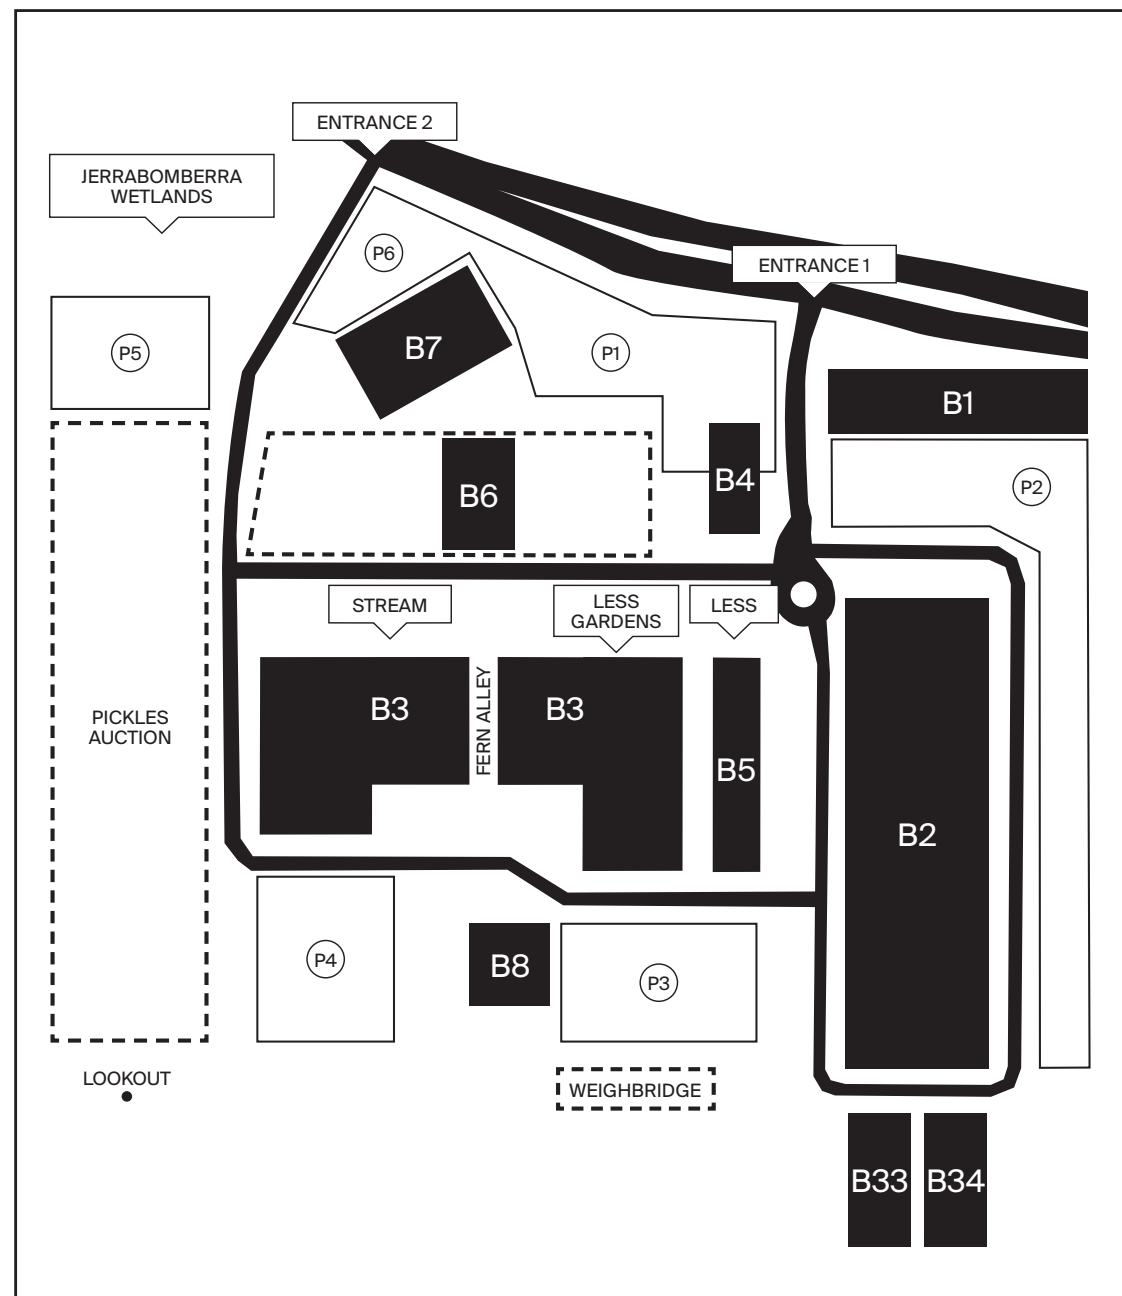 ENTRANCE 2
JERRABOMBERRA
WETLANDS
P6
ENTRANCE 1
P5
B7
P1
B1
B6
B4
P2
STREAM
LESS
GARDENS
LESS
PICKLES
AUCTION
B3
FERN ALLEY
B3
B5
B2
P4
B8
P3
LOOKOUT
WEIGHBRIDGE
B33
B34